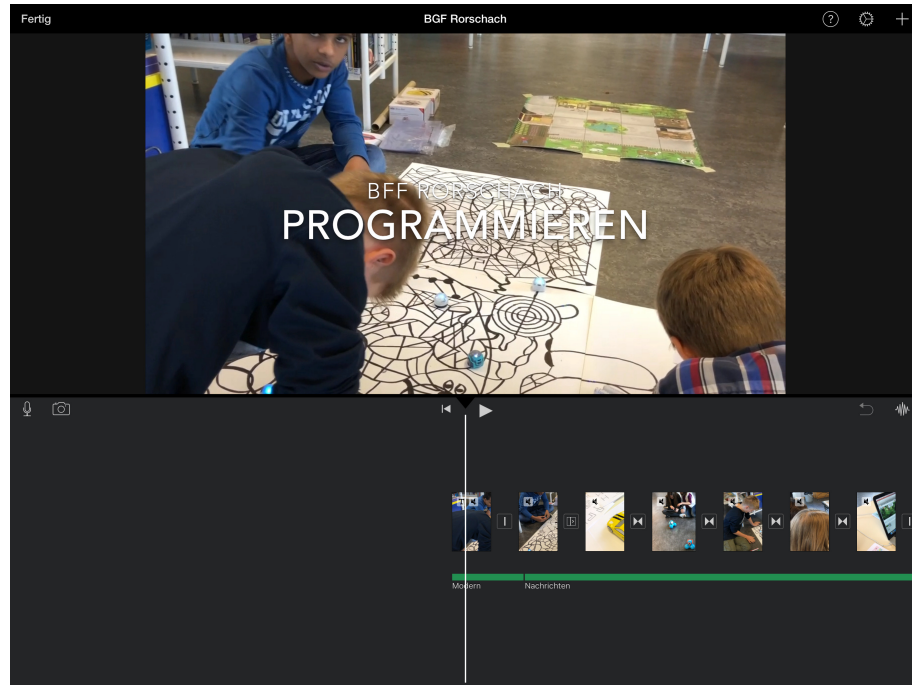 Fertig
BGF Rorschach
?
BFF RORSCHACH
PROGRAMMIEREN
Modern
Nachrichten